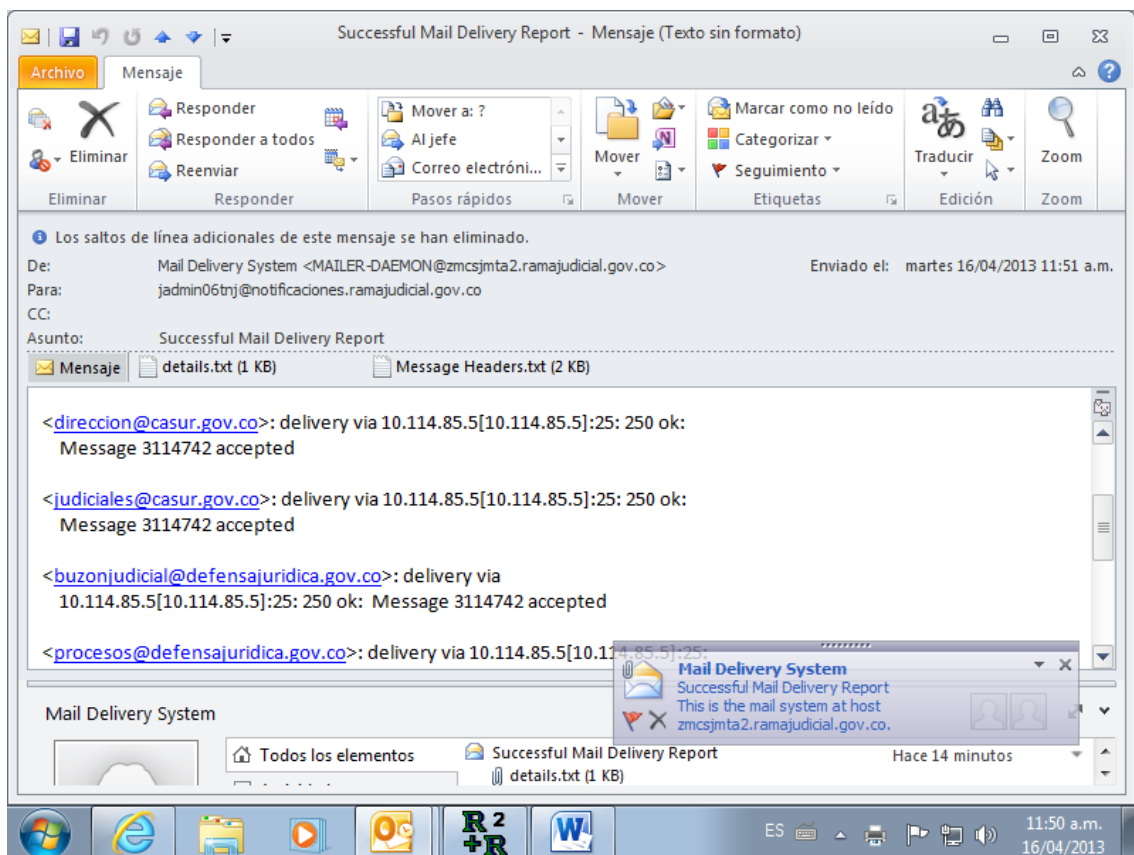 Successful Mail Delivery Report - Mensaje (Texto sin formato)
Archivo Mensaje
Eliminar
Responder
Responder a todos
Reenviar
Mover a: ?
Al jefe
Correo electróni...
Mover
Marcar como no leído
Categorizar
Seguimiento
Traducir
Zoom
Eliminar Responder Pasos rápidos Mover Etiquetas Edición Zoom
Los saltos de línea adicionales de este mensaje se han eliminado.
De: Mail Delivery System <MAILER-DAEMON@zmcsjmta2.ramajudicial.gov.co> Enviado el: martes 16/04/2013 11:51 a.m.
Para: jadmin06tnj@notificaciones.ramajudicial.gov.co
CC:
Asunto: Successful Mail Delivery Report
Mensaje details.txt (1 KB) Message Headers.txt (2 KB)
<direccion@casur.gov.co>: delivery via 10.114.85.5[10.114.85.5]:25: 250 ok:
Message 3114742 accepted
<judiciales@casur.gov.co>: delivery via 10.114.85.5[10.114.85.5]:25: 250 ok:
Message 3114742 accepted
<buzonjudicial@defensajuridica.gov.co>: delivery via
10.114.85.5[10.114.85.5]:25: 250 ok: Message 3114742 accepted
<procesos@defensajuridica.gov.co>: delivery via 10.114.85.5[10.114.85.5]:25:
Mail Delivery System
Successful Mail Delivery Report
This is the mail system at host
zmcsjmta2.ramajudicial.gov.co.
Mail Delivery System
Todos los elementos Successful Mail Delivery Report Hace 14 minutos
details.txt (1 KB)
R 2
+R
W
ES 11:50 a.m.
16/04/2013